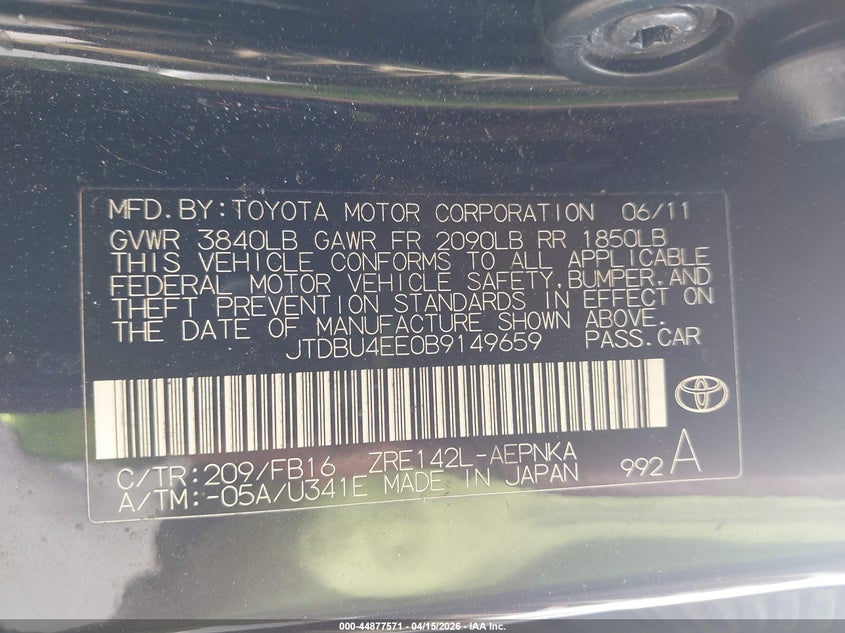 MFD.BY:TOYOTA MOTOR CORPORATION 06/11
GVWR 3840LB GAWR FR 2090LB RR 1850LB
THIS VEHICLE CONFORMS TO ALL APPLICABLE
FEDERAL MOTOR VEHICLE SAFETY,BUMPER,AND
THEFT PREVENTION STANDARDS IN EFFECT ON
THE DATE OF MANUFACTURE SHOWN ABOVE.
JTDBU4EE0B9149659 PASS.CAR
C/TR:209/FB16 ZRE142L-AEPNKA
A/TM:-05A/U341E MADE IN JAPAN 992 A
000-44877571 - 04/15/2026 - IAA Inc.